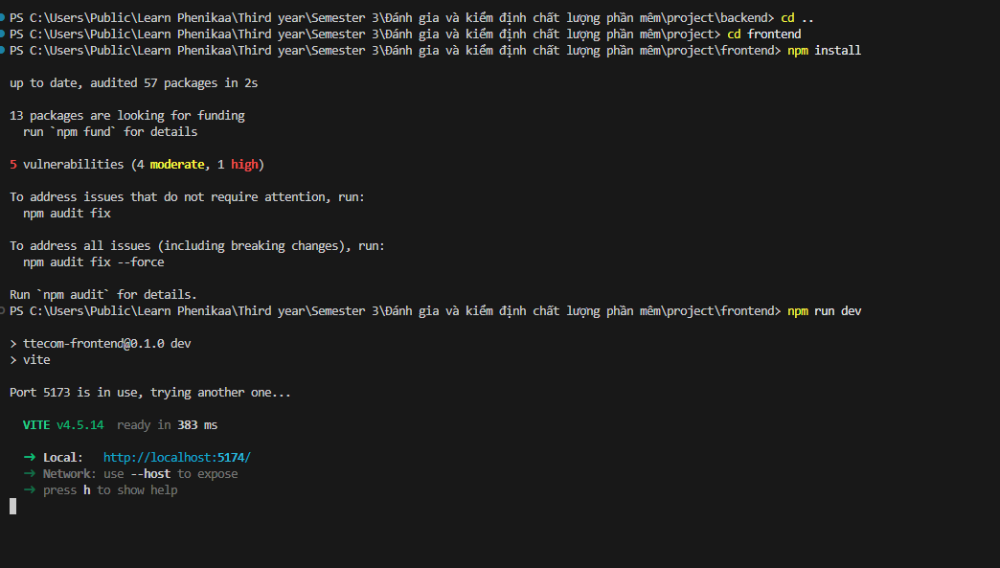 PS C:\Users\Public\Learn Phenikaa\Third year\Semester 3\Đánh gia và kiểm định chất lượng phần mêm\project\backend> cd ..
PS C:\Users\Public\Learn Phenikaa\Third year\Semester 3\Đánh gia và kiểm định chất lượng phần mêm\project> cd frontend
PS C:\Users\Public\Learn Phenikaa\Third year\Semester 3\Đánh gia và kiểm định chất lượng phần mêm\project\frontend> npm install
up to date, audited 57 packages in 2s
13 packages are looking for funding
run `npm fund` for details
5 vulnerabilities (4 moderate, 1 high)
To address issues that do not require attention, run:
npm audit fix
To address all issues (including breaking changes), run:
npm audit fix --force
Run `npm audit` for details.
PS C:\Users\Public\Learn Phenikaa\Third year\Semester 3\Đánh gia và kiểm định chất lượng phần mêm\project\frontend> npm run dev
> ttecom-frontend@0.1.0 dev
> vite
Port 5173 is in use, trying another one...
VITE v4.5.14 ready in 383 ms
➜ Local: http://localhost:5174/
➜ Network: use --host to expose
➜ press h to show help